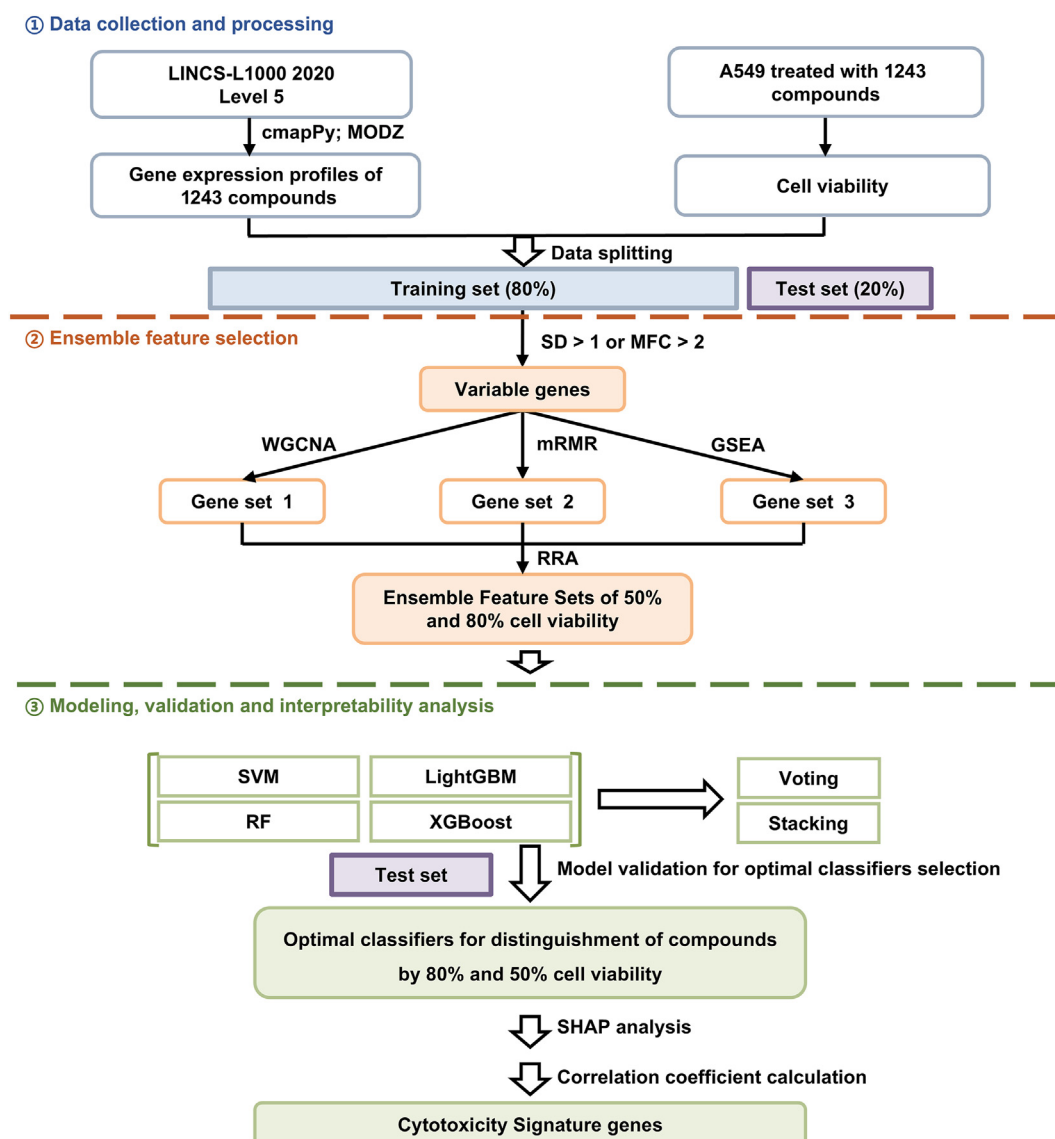 ① Data collection and processing
LINCS-L1000 2020
Level 5
A549 treated with 1243
compounds
cmapPy; MODZ
Gene expression profiles of
1243 compounds
Cell viability
Data splitting
Training set (80%)
Test set (20%)
② Ensemble feature selection
SD > 1 or MFC > 2
Variable genes
WGCNA
mRMR
GSEA
Gene set 1
Gene set 2
Gene set 3
RRA
Ensemble Feature Sets of 50%
and 80% cell viability
③ Modeling, validation and interpretability analysis
SVM
LightGBM
Voting
RF
XGBoost
Stacking
Test set
Model validation for optimal classifiers selection
Optimal classifiers for distinguishment of compounds
by 80% and 50% cell viability
SHAP analysis
Correlation coefficient calculation
Cytotoxicity Signature genes